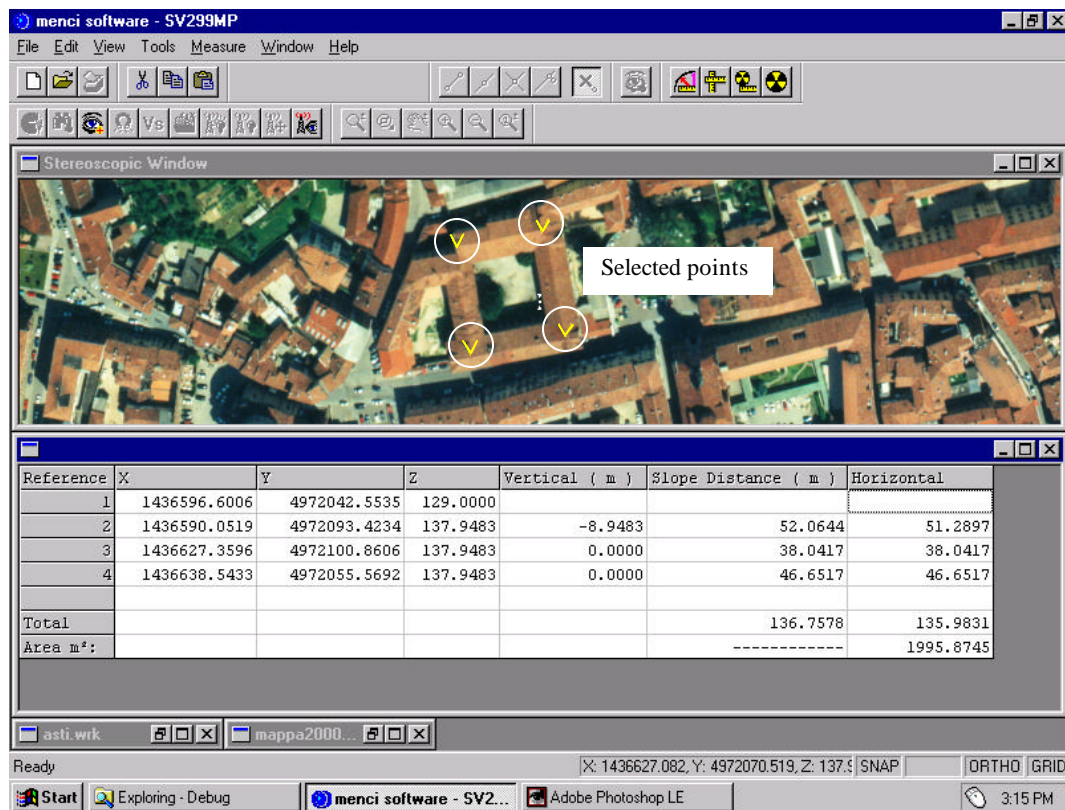 menci software - SV299MP
File Edit View Tools Measure Window Help
Vs
Stereoscopic Window
Selected points
Reference X Y Z Vertical ( m ) Slope Distance ( m ) Horizontal
1 1436596.6006 4972042.5535 129.0000
2 1436590.0519 4972093.4234 137.9483 -8.9483 52.0644 51.2897
3 1436627.3596 4972100.8606 137.9483 0.0000 38.0417 38.0417
4 1436638.5433 4972055.5692 137.9483 0.0000 46.6517 46.6517
Total 136.7578 135.9831
Area m²: ------------ 1995.8745
asti.wrk mappa2000...
Ready X: 1436627.082, Y: 4972070.519, Z: 137.9 SNAP ORTHO GRID
Start Exploring - Debug menci software - SV2... Adobe Photoshop LE 3:15 PM